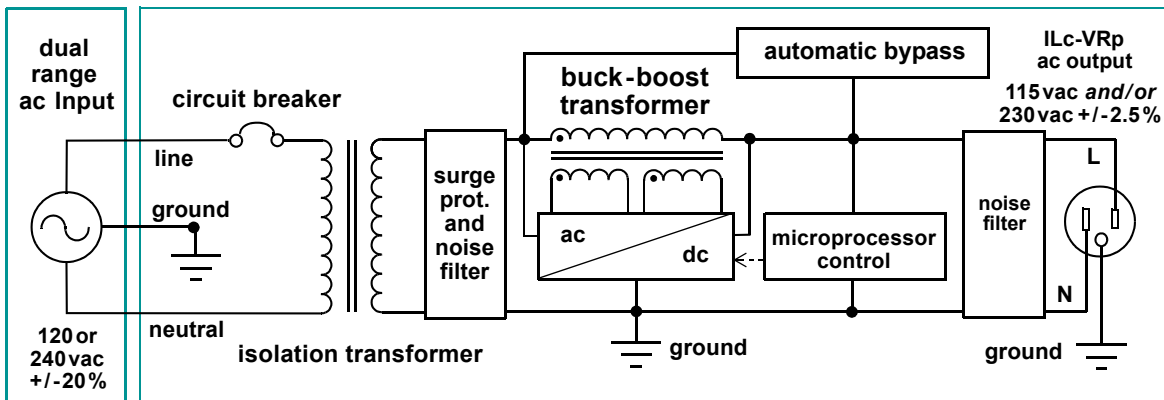 dual
range
ac Input
120 or
240 vac
+/-20%
circuit breaker
line
ground
neutral
isolation transformer
surge
prot.
and
noise
filter
buck-boost
transformer
ac
dc
ground
automatic bypass
microprocessor
control
noise
filter
ILc-VRp
ac output
115 vac and/or
230 vac +/-2.5%
L
N
ground